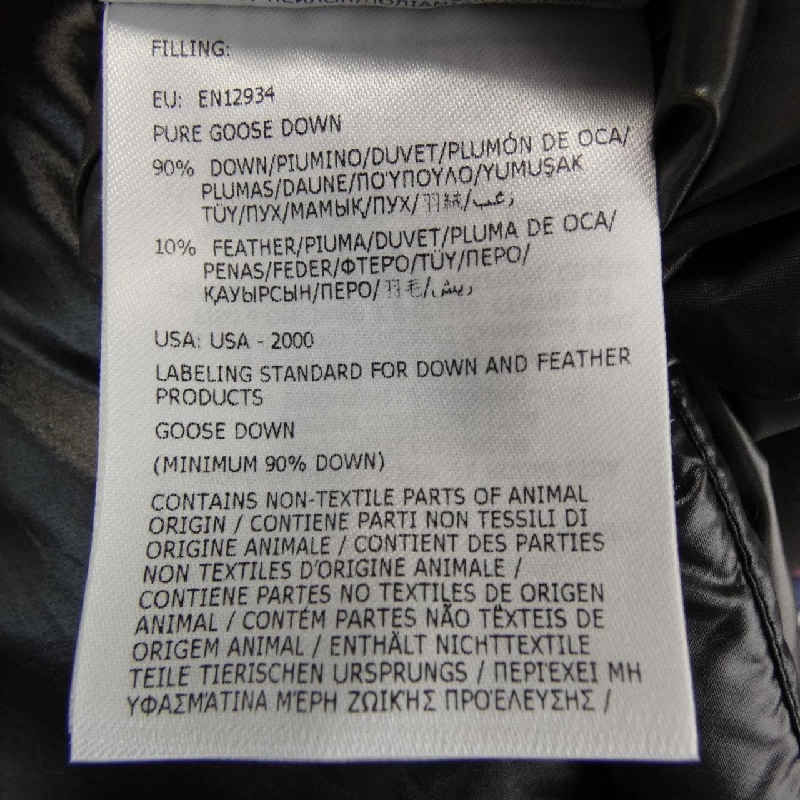 FILLING:
EU: EN12934
PURE GOOSE DOWN
90% DOWN/PIUMINO/DUVET/PLUMÓN DE OCA/
PLUMAS/DAUNE/ΠΟΎΠΟΥΛΟ/YUMUŞAK
TÜY/ПУХ/МАМЫҚ/ПУХ/羽絨/زغب
10% FEATHER/PIUMA/DUVET/PLUMA DE OCA/
PENAS/FEDER/ΦΤΕΡΌ/TÜY/ПЕРО/
ҚАУЫРСЫН/ПЕРО/羽毛/ريش
USA: USA - 2000
LABELING STANDARD FOR DOWN AND FEATHER
PRODUCTS
GOOSE DOWN
(MINIMUM 90% DOWN)
CONTAINS NON-TEXTILE PARTS OF ANIMAL
ORIGIN / CONTIENE PARTI NON TESSILI DI
ORIGINE ANIMALE / CONTIENT DES PARTIES
NON TEXTILES D'ORIGINE ANIMALE /
CONTIENE PARTES NO TEXTILES DE ORIGEN
ANIMAL / CONTÉM PARTES NÃO TÊXTEIS DE
ORIGEM ANIMAL / ENTHÄLT NICHTTEXTILE
TEILE TIERISCHEN URSPRUNGS / ΠΕΡΙΈΧΕΙ ΜΗ
ΥΦΑΣΜΆΤΙΝΑ ΜΈΡΗ ΖΩΙΚΉΣ ΠΡΟΈΛΕΥΣΗΣ /